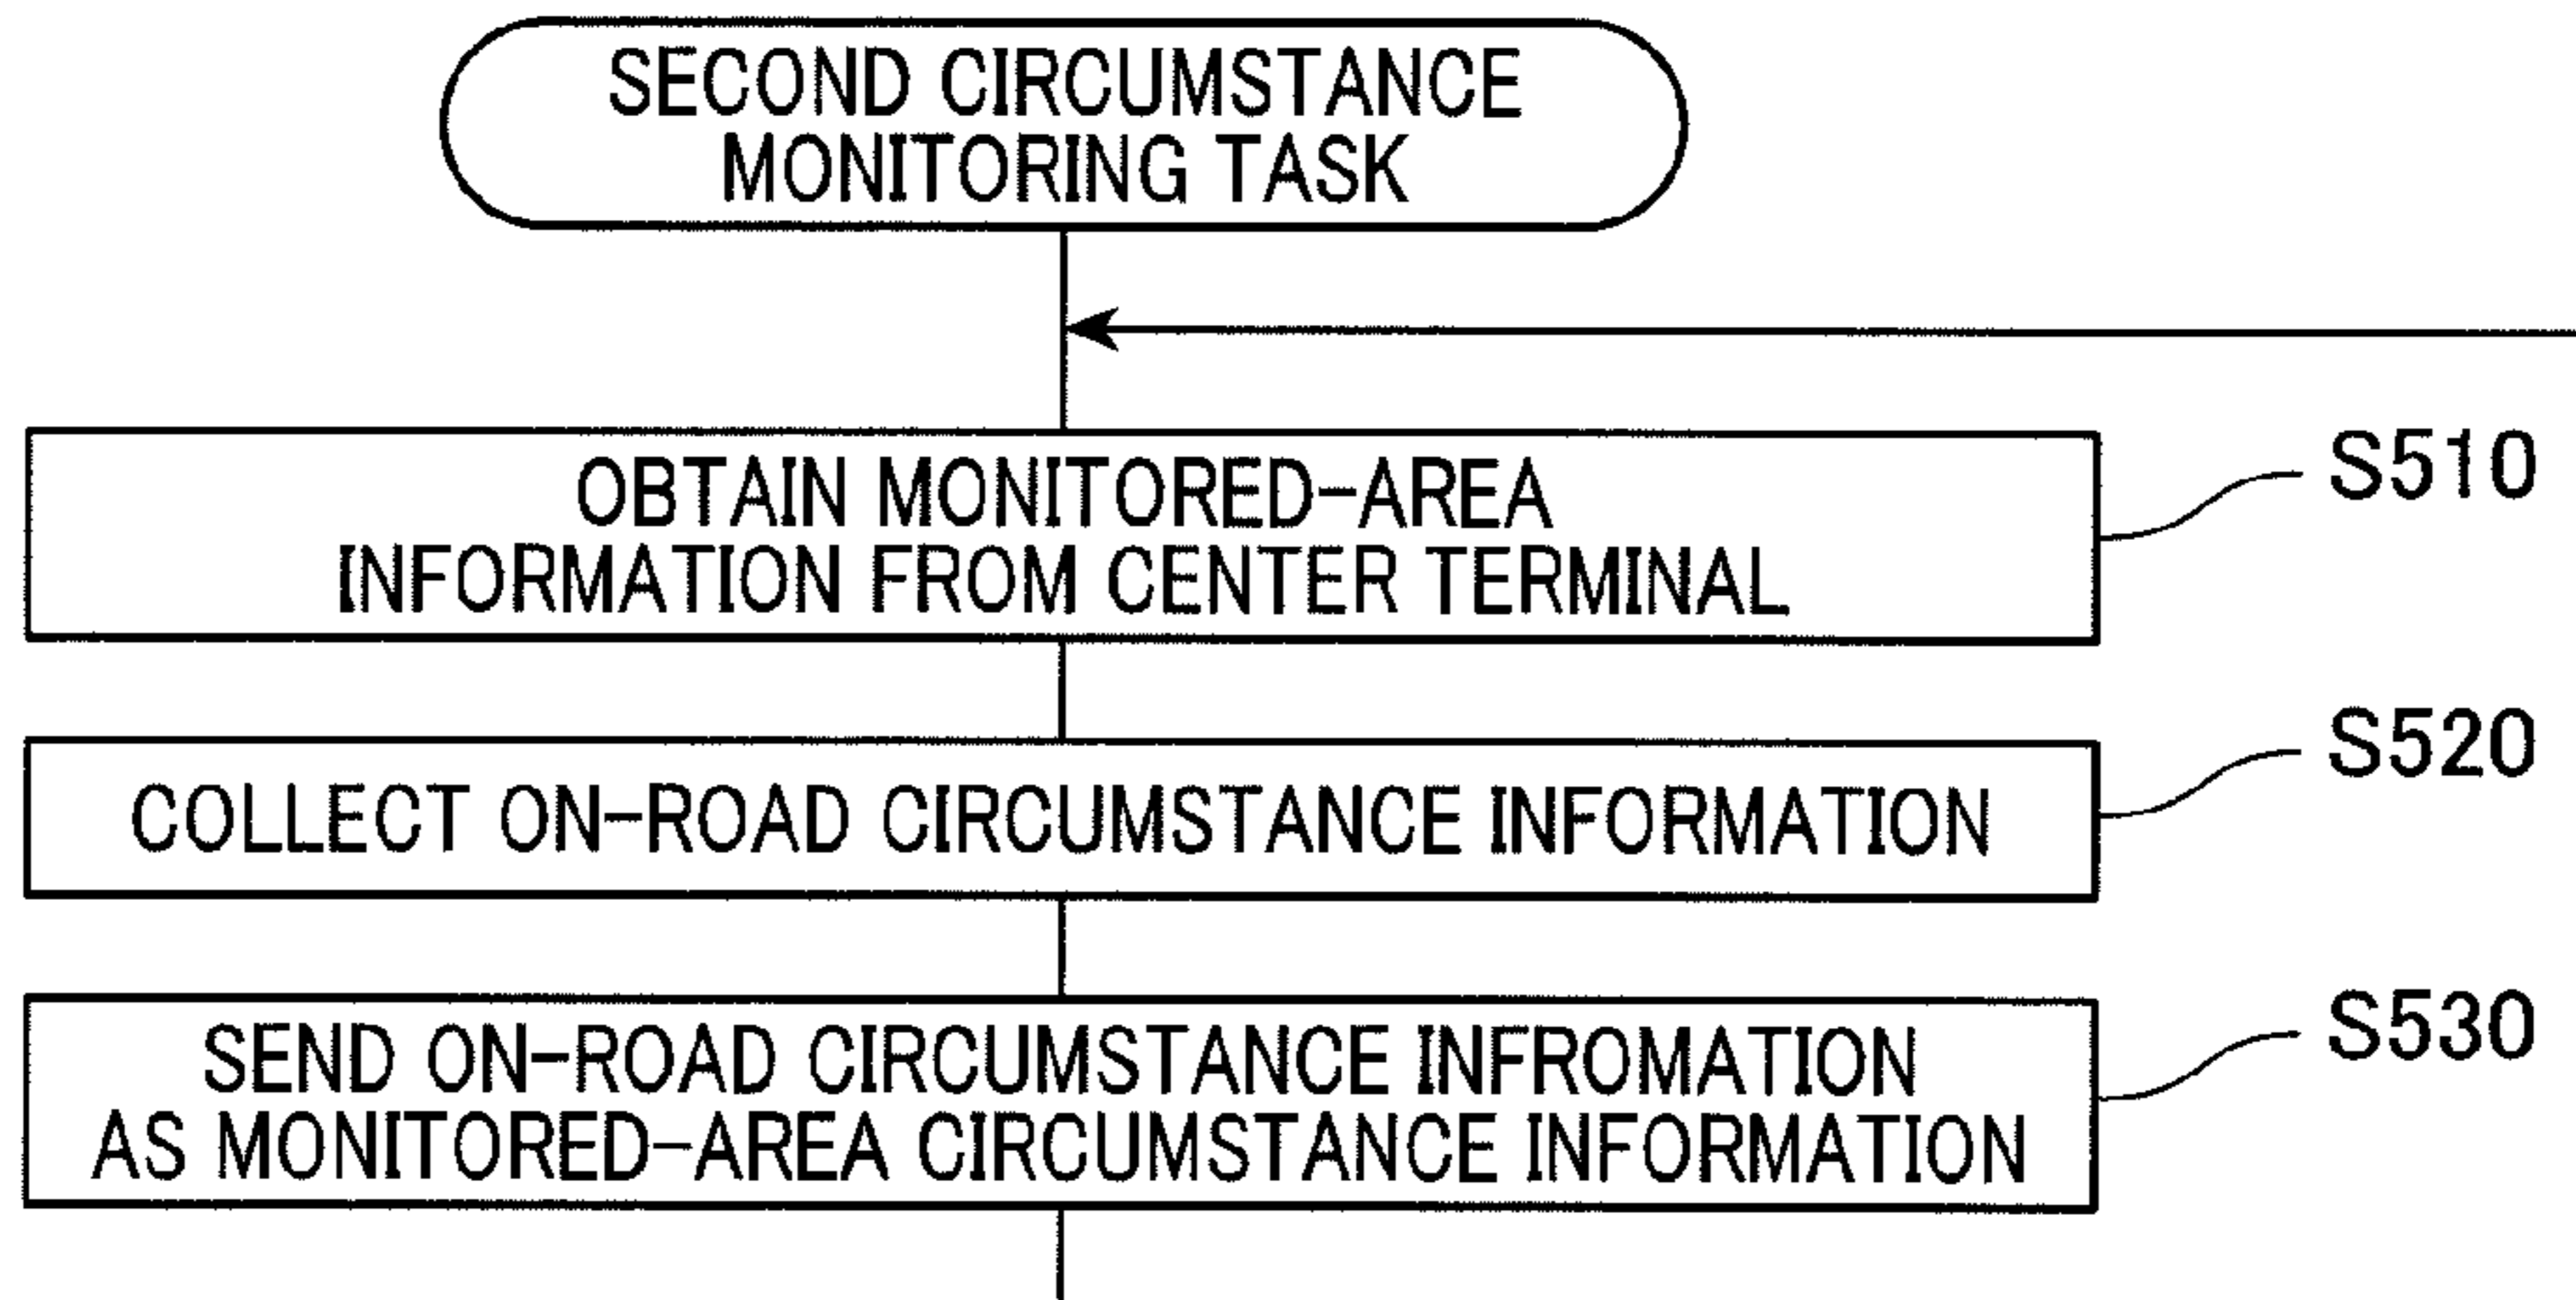 SECOND CIRCUMSTANCE
MONITORING TASK
OBTAIN MONITORED-AREA
INFORMATION FROM CENTER TERMINAL
S510
COLLECT ON-ROAD CIRCUMSTANCE INFORMATION
S520
SEND ON-ROAD CIRCUMSTANCE INFROMATION
AS MONITORED-AREA CIRCUMSTANCE INFORMATION
S530